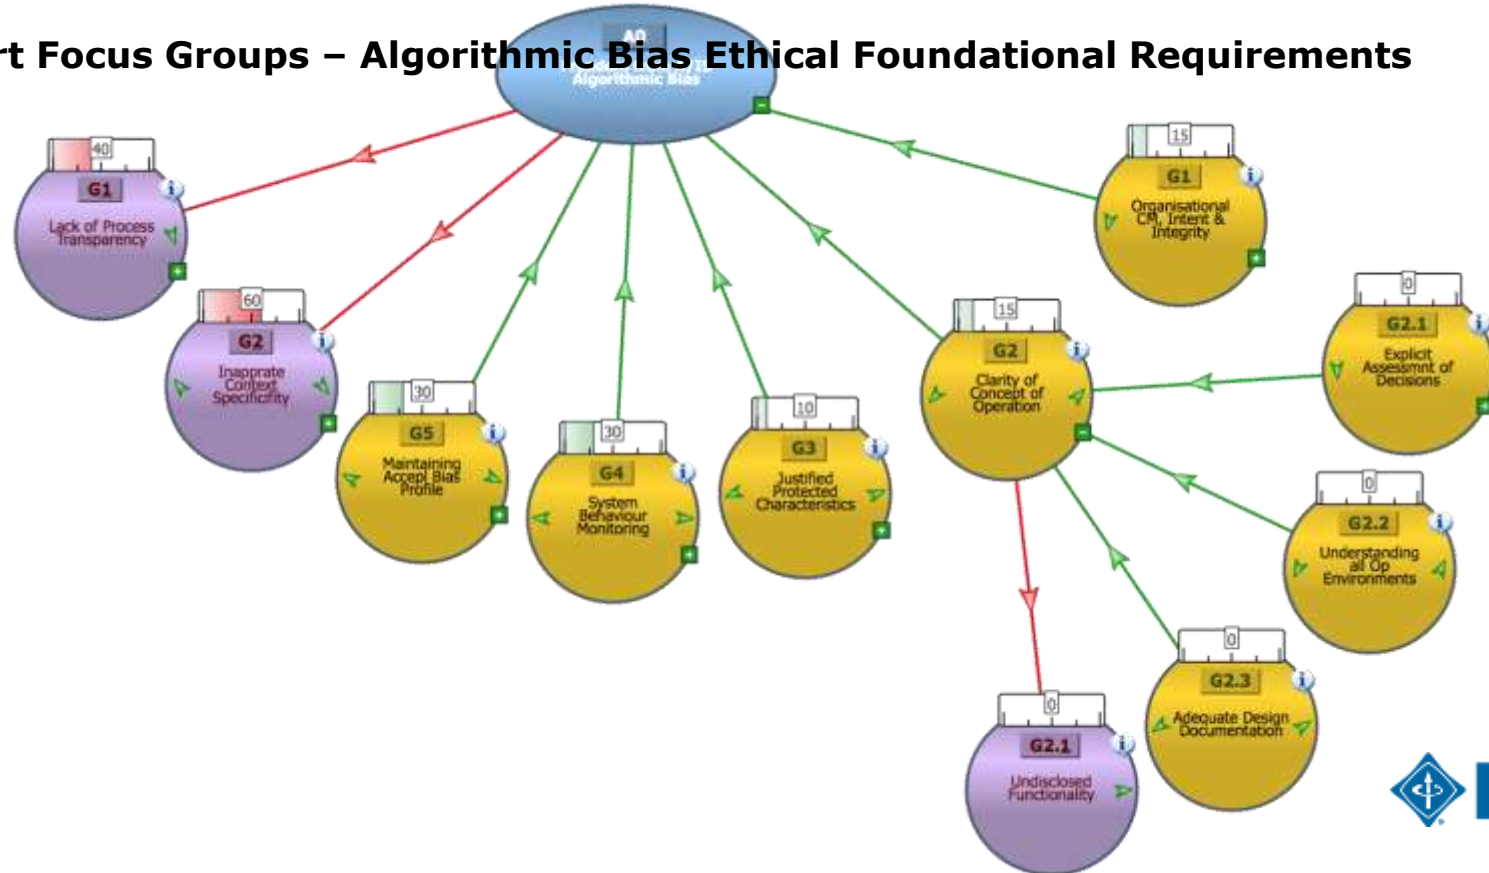 rt Focus Groups – Algorithmic Bias Ethical Foundational Requirements
A0
Algorithmic Bias
40
G1
Lack of Process
Transparency
60
G2
Inapprate
Context
Specificifity
30
G5
Maintaining
Accepl Bias
Profile
30
G4
System
Behaviour
Monitoring
10
G3
Justified
Protected
Characteristics
15
G2
Clarity of
Concept of
Operation
15
G1
Organisational
CM, Intent &
Integrity
0
G2.1
Explicit
Assessmnt of
Decisions
0
G2.2
Understanding
all Op
Environments
0
G2.3
Adequate Design
Documentation
0
G2.1
Undisclosed
Functionality